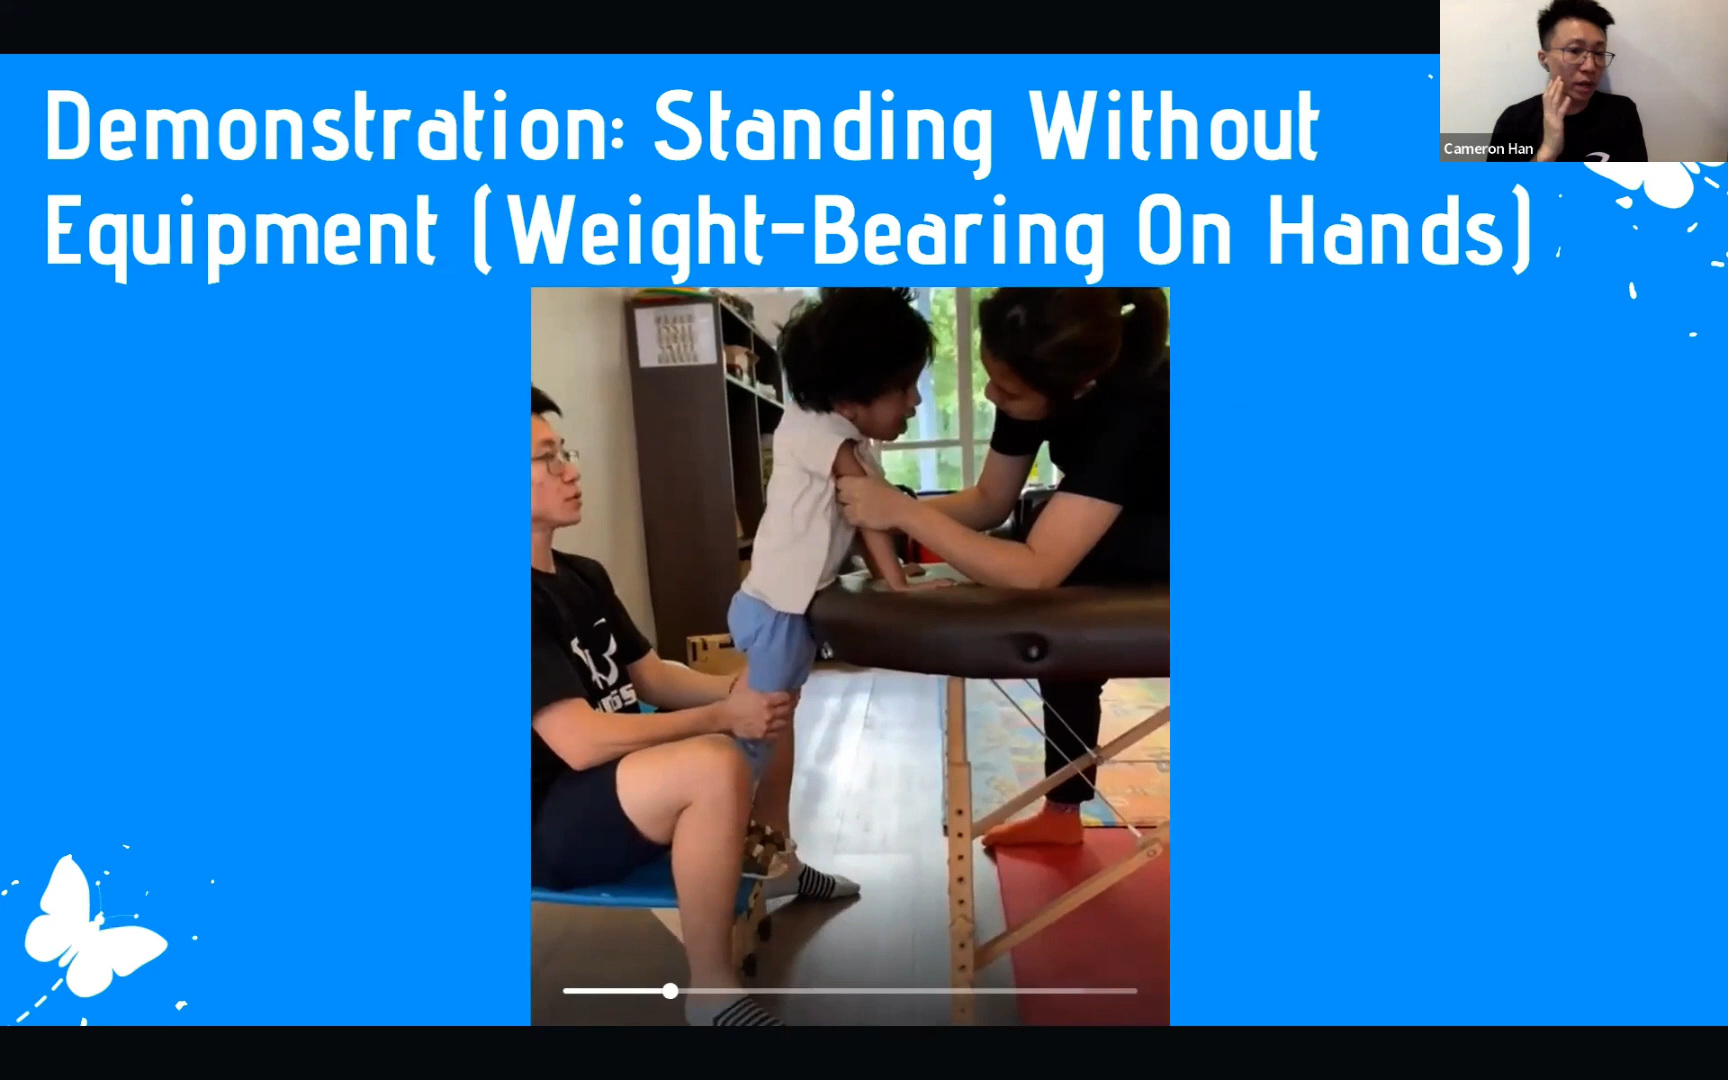 Demonstration: Standing Without
Equipment (Weight-Bearing On Hands)
Cameron Han